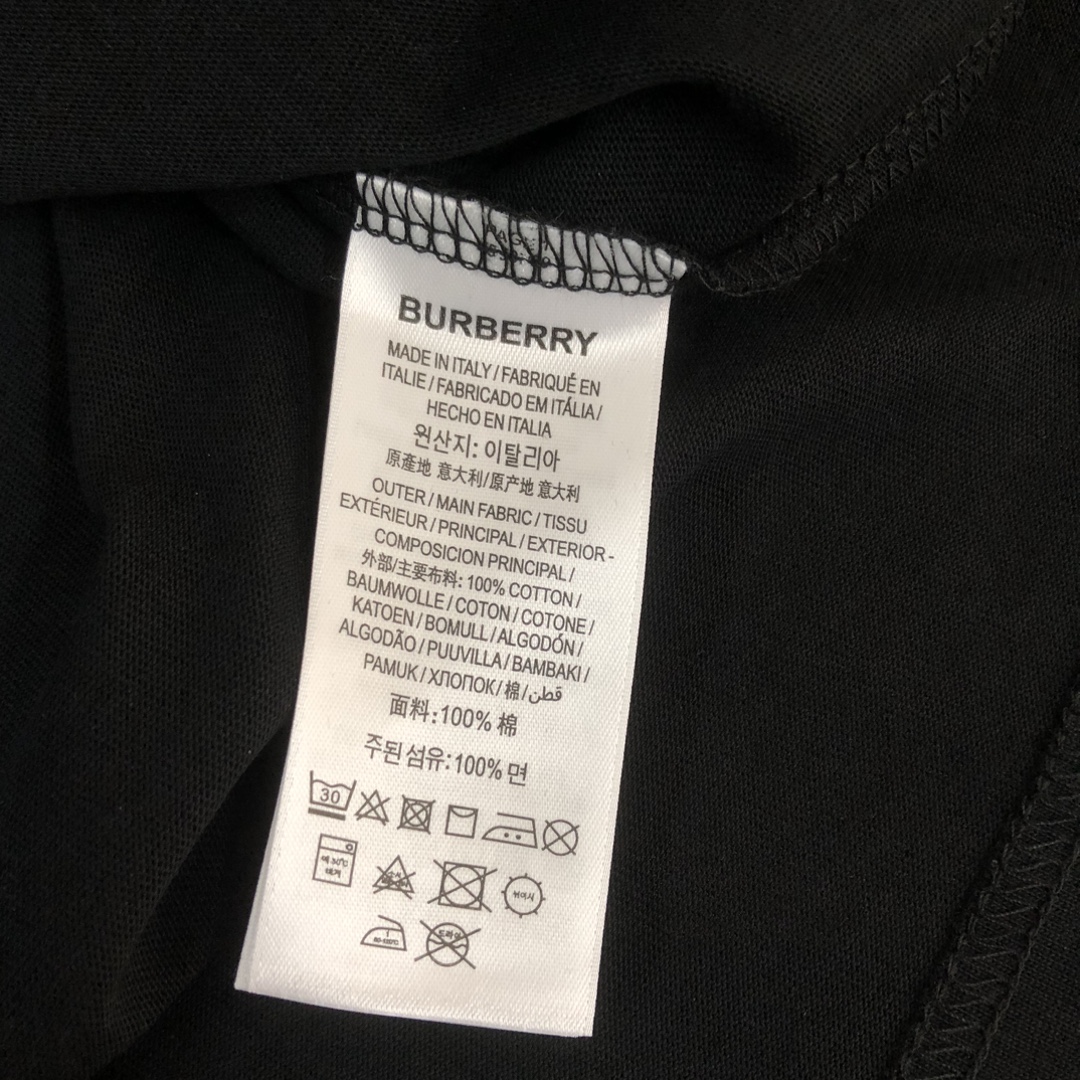 BURBERRY
MADE IN ITALY / FABRIQUÉ EN
ITALIE / FABRICADO EM ITÁLIA /
HECHO EN ITALIA
원산지: 이탈리아
原產地 意大利/原产地 意大利
OUTER / MAIN FABRIC / TISSU
EXTÉRIEUR / PRINCIPAL / EXTERIOR -
COMPOSICION PRINCIPAL /
外部/主要布料: 100% COTTON /
BAUMWOLLE / COTON / COTONE /
KATOEN / BOMULL / ALGODÓN /
ALGODÃO / PUUVILLA / BAMBAKI /
PAMUK / ХЛОПОК / 棉 / قطن
面料:100% 棉
주된 섬유:100% 면
30